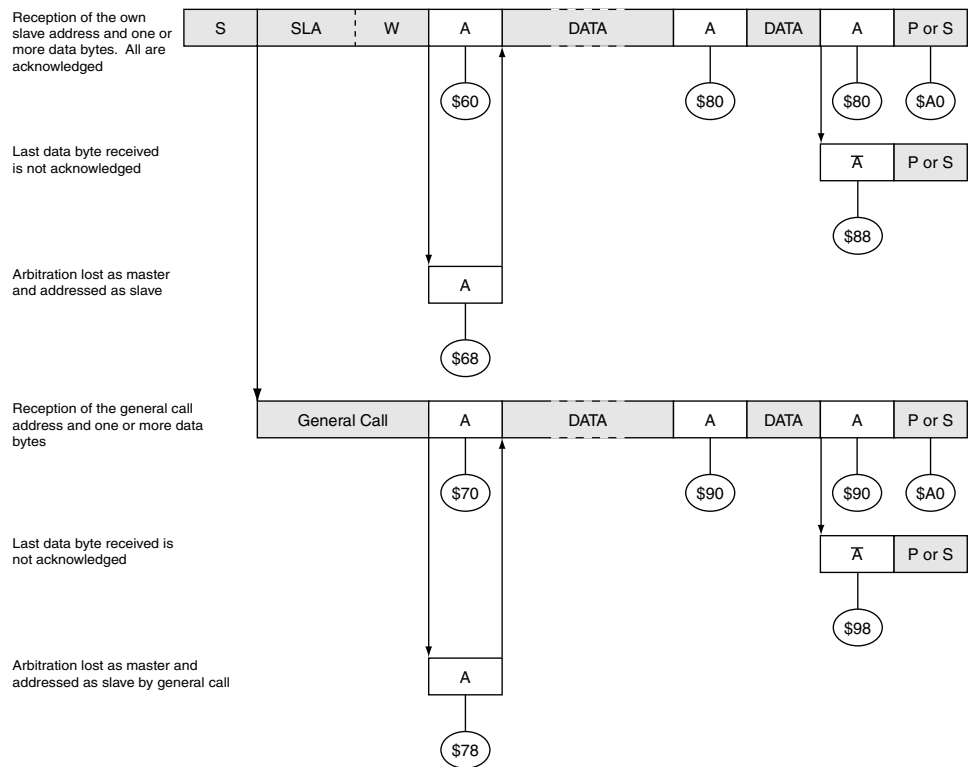 Reception of the own
slave address and one or
more data bytes. All are
acknowledged
S SLA W A DATA A DATA A P or S
$60 $80 $80 $A0
Last data byte received
is not acknowledged
A̅ P or S
$88
Arbitration lost as master
and addressed as slave
A
$68
Reception of the general call
address and one or more data
bytes
General Call A DATA A DATA A P or S
$70 $90 $90 $A0
Last data byte received is
not acknowledged
A̅ P or S
$98
Arbitration lost as master and
addressed as slave by general call
A
$78